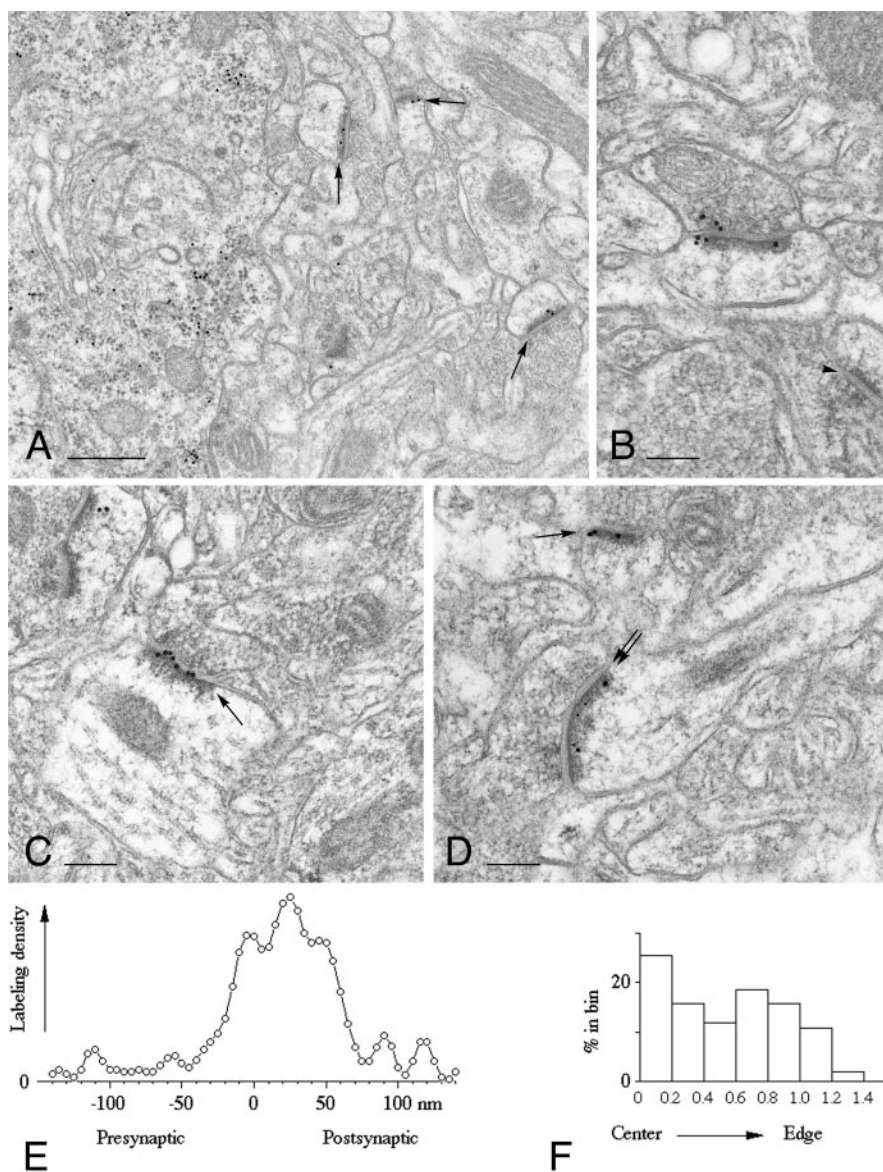 A
B
C
D
Labeling density
0
-100
-50
0
50
100 nm
Presynaptic
Postsynaptic
E
% in bin
20
0
0
0.2
0.4
0.6
0.8
1.0
1.2
1.4
Center
Edge
F